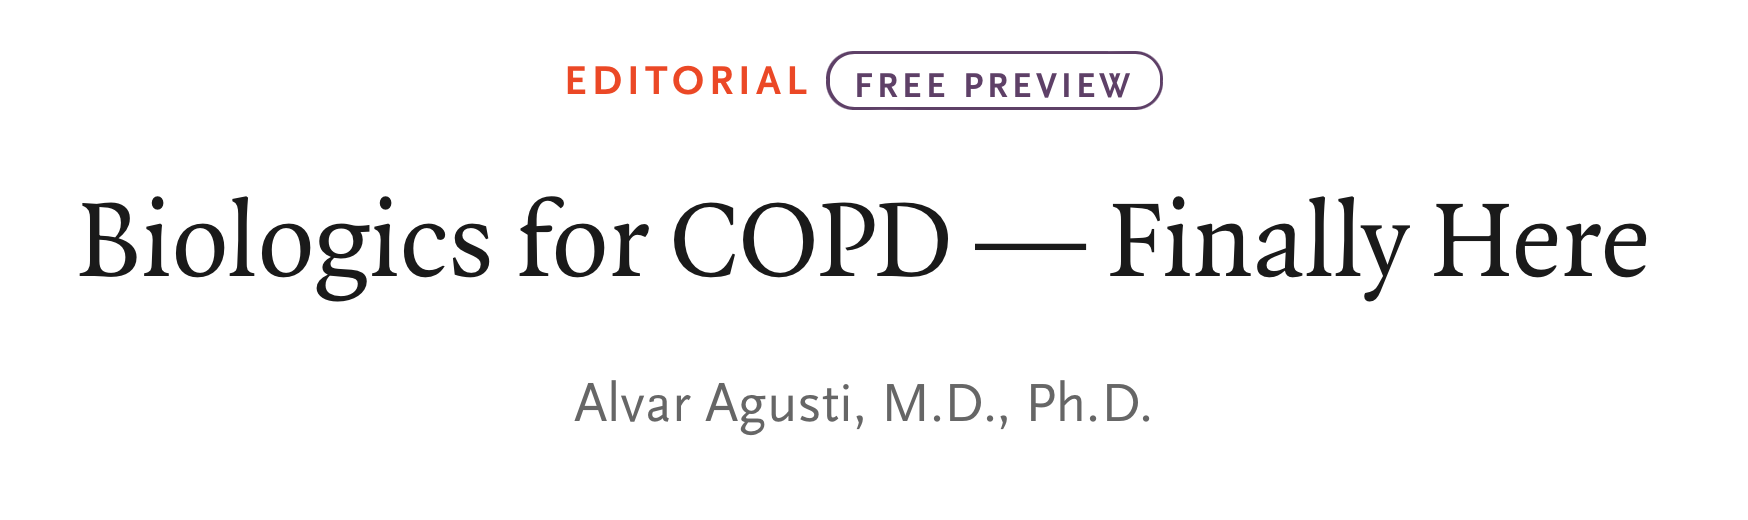 EDITORIAL FREE PREVIEW
Biologics for COPD — Finally Here
Alvar Agusti, M.D., Ph.D.